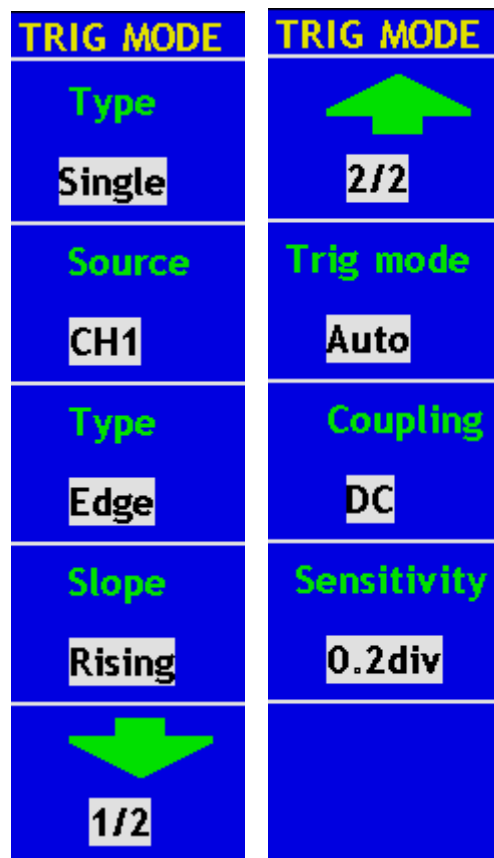 TRIG MODE
Type
Single
Source
CH1
Type
Edge
Slope
Rising
1/2
TRIG MODE
2/2
Trig mode
Auto
Coupling
DC
Sensitivity
0.2div